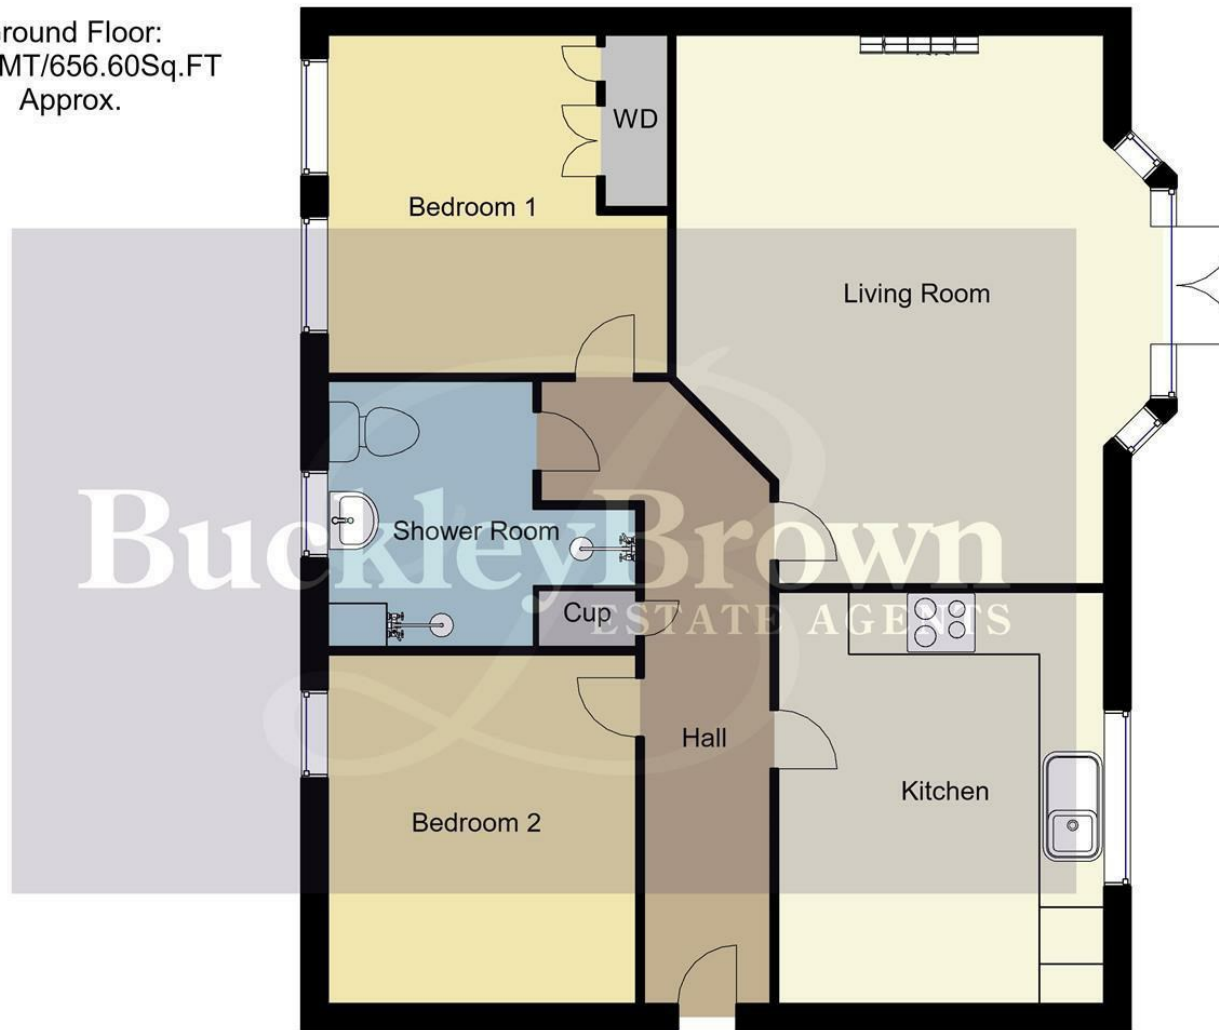 round Floor:
MT/656.60Sq.FT
Approx.
WD
Bedroom 1
Living Room
BuckleyBrown
Shower Room
Cup
ESTATE AGENTS
Hall
Kitchen
Bedroom 2